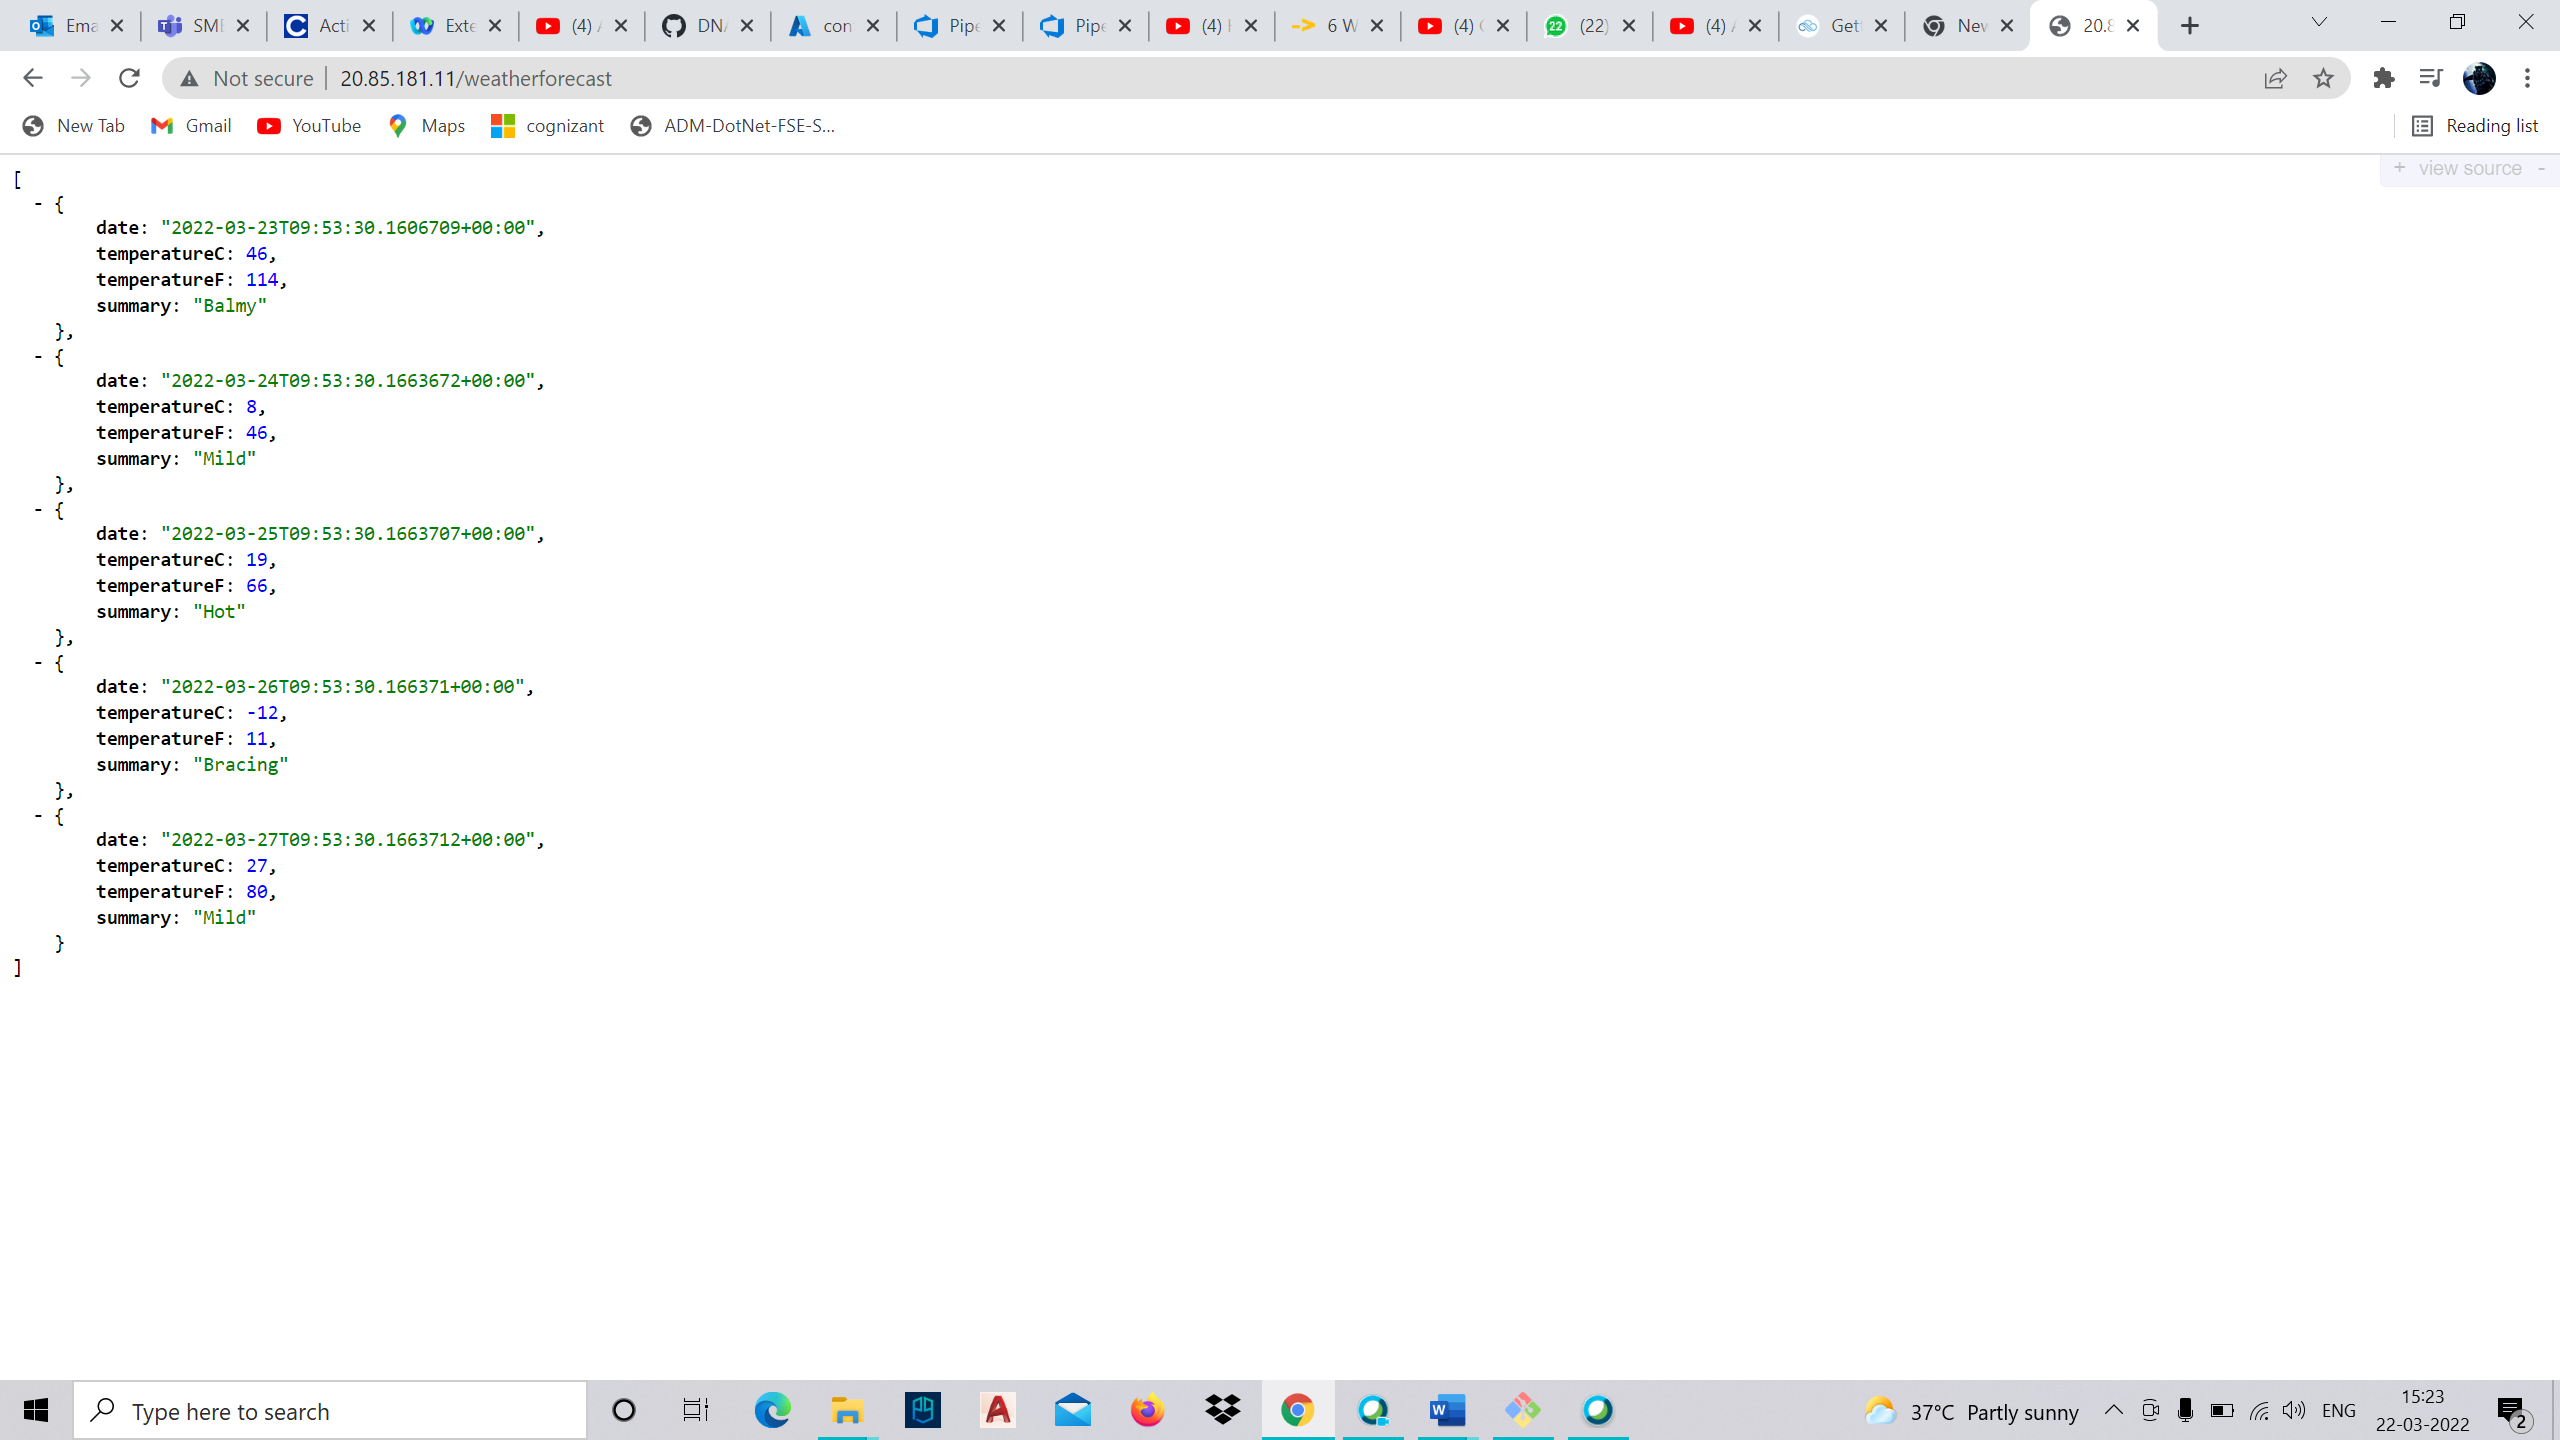 Ema SME Acti Exte (4) A DNA con Pipe Pipe (4) 6 W (4) (22) (4) A Get New 20.8
Not secure | 20.85.181.11/weatherforecast
New Tab Gmail YouTube Maps cognizant ADM-DotNet-FSE-S... Reading list
+ view source -
[
- {
date: "2022-03-23T09:53:30.1606709+00:00",
temperatureC: 46,
temperatureF: 114,
summary: "Balmy"
},
- {
date: "2022-03-24T09:53:30.1663672+00:00",
temperatureC: 8,
temperatureF: 46,
summary: "Mild"
},
- {
date: "2022-03-25T09:53:30.1663707+00:00",
temperatureC: 19,
temperatureF: 66,
summary: "Hot"
},
- {
date: "2022-03-26T09:53:30.166371+00:00",
temperatureC: -12,
temperatureF: 11,
summary: "Bracing"
},
- {
date: "2022-03-27T09:53:30.1663712+00:00",
temperatureC: 27,
temperatureF: 80,
summary: "Mild"
}
]
Type here to search 37°C Partly sunny ENG 15:23
22-03-2022 2